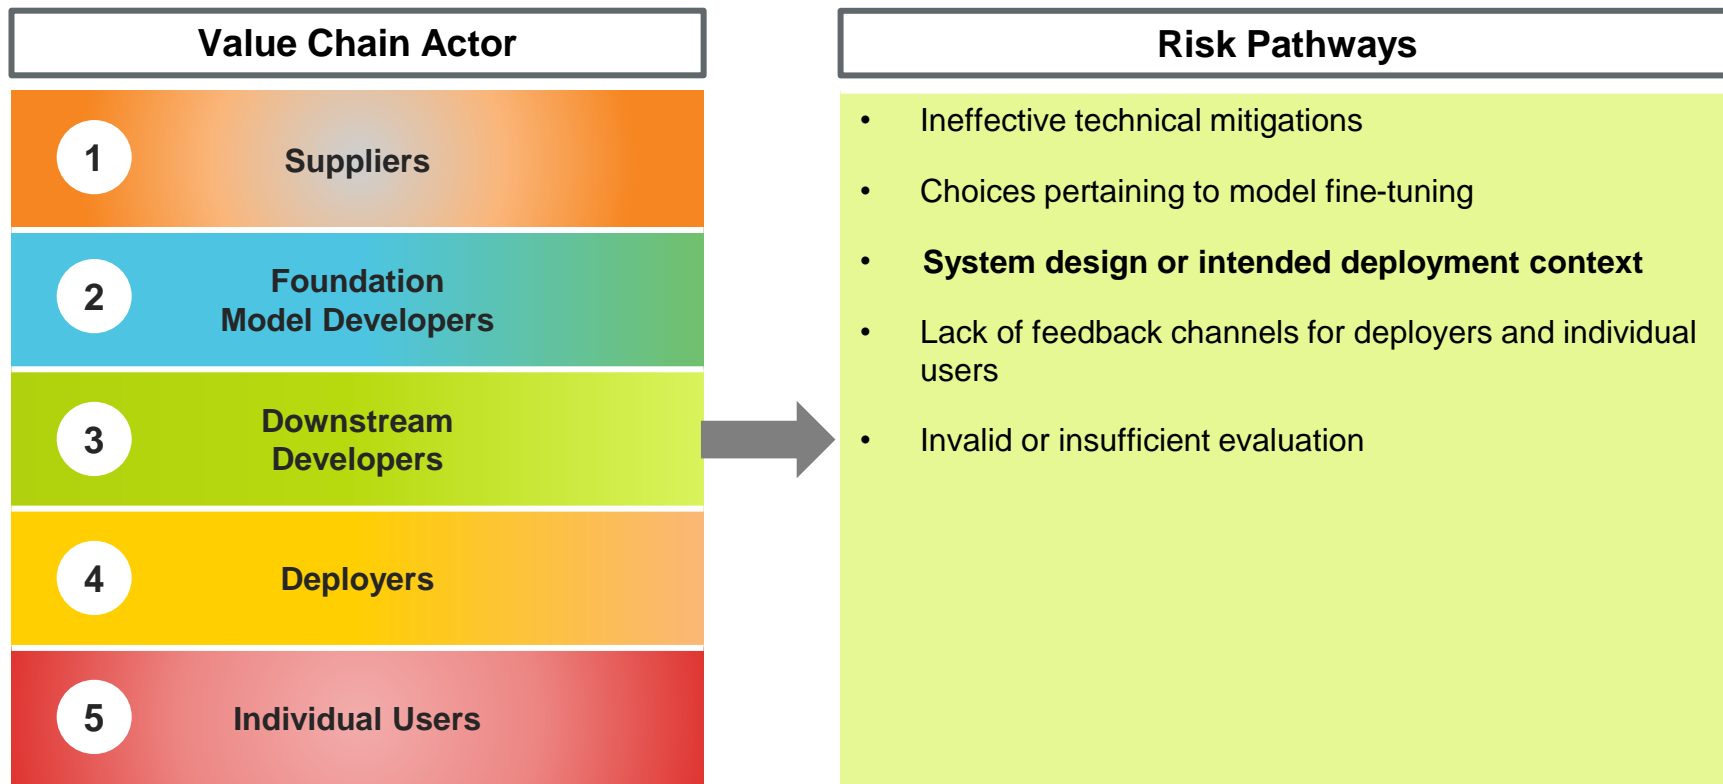 Value Chain Actor
1
Suppliers
2
Foundation
Model Developers
3
Downstream
Developers
4
Deployers
5
Individual Users
Risk Pathways
• Ineffective technical mitigations
• Choices pertaining to model fine-tuning
• System design or intended deployment context
• Lack of feedback channels for deployers and individual
users
• Invalid or insufficient evaluation